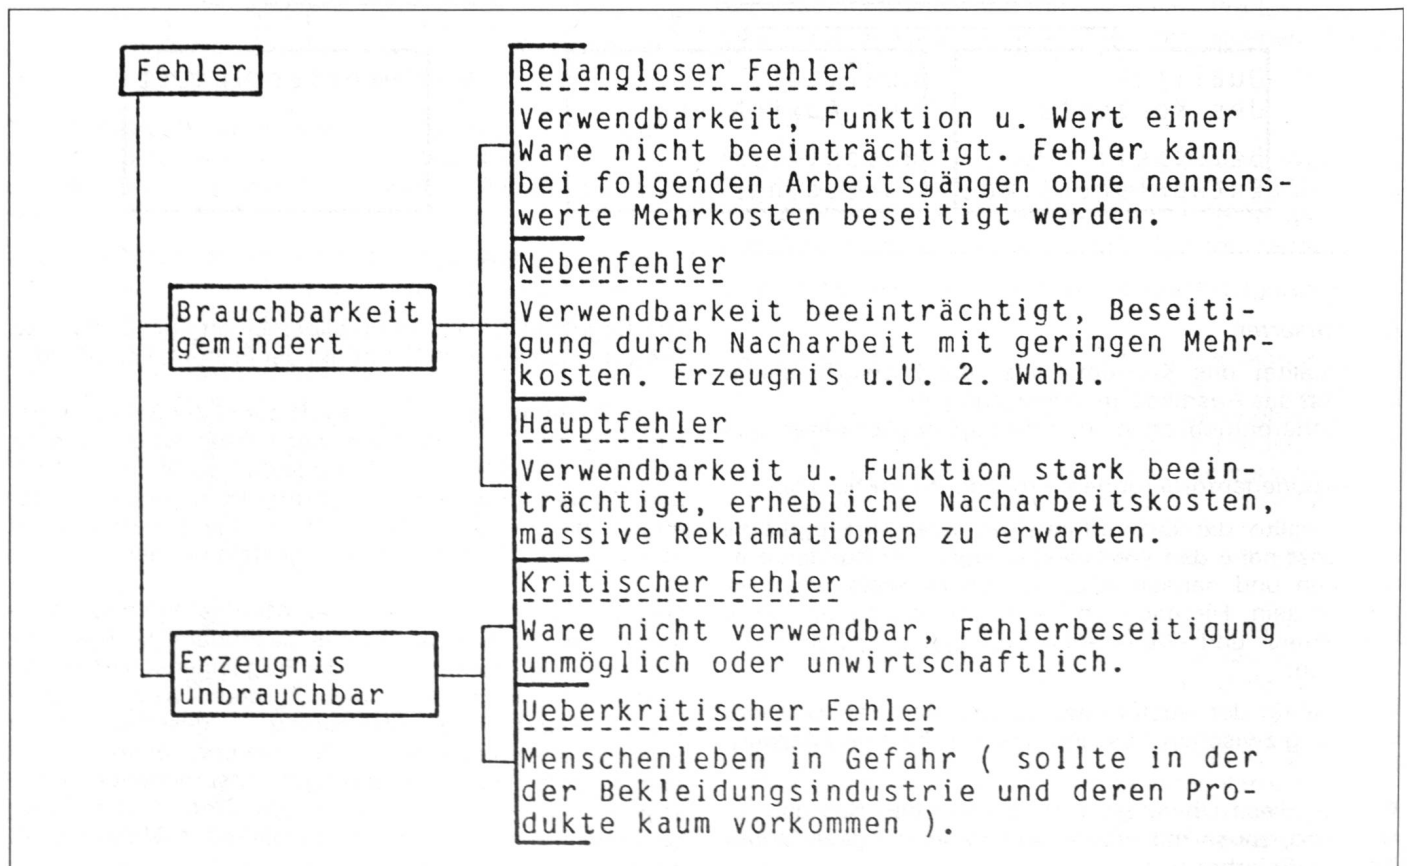 Fehler
Belangloser Fehler
Verwendbarkeit, Funktion u. Wert einer
Ware nicht beeinträchtigt. Fehler kann
bei folgenden Arbeitsgängen ohne nennens-
werte Mehrkosten beseitigt werden.
Nebenfehler
Brauchbarkeit
gemindert
Verwendbarkeit beeinträchtigt, Beseiti-
gung durch Nacharbeit mit geringen Mehr-
kosten. Erzeugnis u.U. 2. Wahl.
Hauptfehler
Verwendbarkeit u. Funktion stark beein-
trächtigt, erhebliche Nacharbeitskosten,
massive Reklamationen zu erwarten.
Kritischer Fehler
Erzeugnis
unbrauchbar
Ware nicht verwendbar, Fehlerbeseitigung
unmöglich oder unwirtschaftlich.
Ueberkritischer Fehler
Menschenleben in Gefahr ( sollte in der
der Bekleidungsindustrie und deren Pro-
dukte kaum vorkommen ).